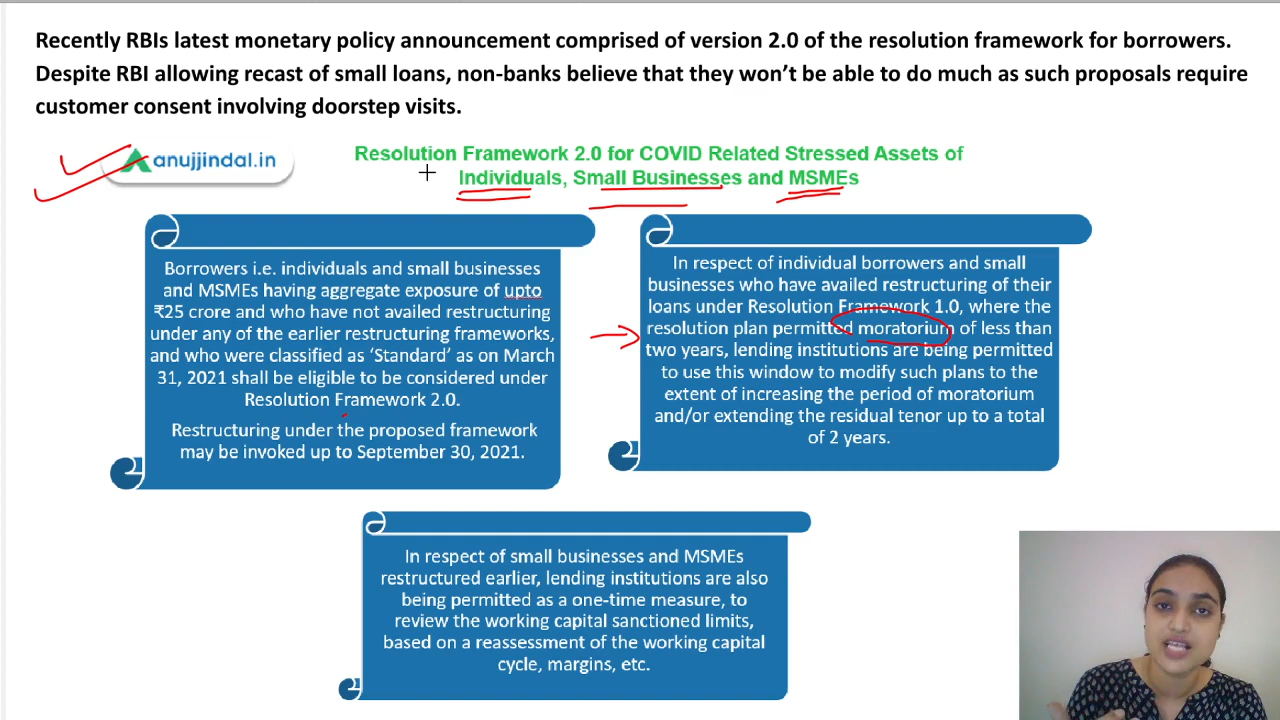 Recently RBIs latest monetary policy announcement comprised of version 2.0 of the resolution framework for borrowers.
Despite RBI allowing recast of small loans, non-banks believe that they won’t be able to do much as such proposals require
customer consent involving doorstep visits.
anujjindal.in
Resolution Framework 2.0 for COVID Related Stressed Assets of
Individuals, Small Businesses and MSMEs
Borrowers i.e. individuals and small businesses
and MSMEs having aggregate exposure of upto
₹25 crore and who have not availed restructuring
under any of the earlier restructuring frameworks,
and who were classified as ‘Standard’ as on March
31, 2021 shall be eligible to be considered under
Resolution Framework 2.0.
Restructuring under the proposed framework
may be invoked up to September 30, 2021.
In respect of individual borrowers and small
businesses who have availed restructuring of their
loans under Resolution Framework 1.0, where the
resolution plan permitted moratorium of less than
two years, lending institutions are being permitted
to use this window to modify such plans to the
extent of increasing the period of moratorium
and/or extending the residual tenor up to a total
of 2 years.
In respect of small businesses and MSMEs
restructured earlier, lending institutions are also
being permitted as a one-time measure, to
review the working capital sanctioned limits,
based on a reassessment of the working capital
cycle, margins, etc.